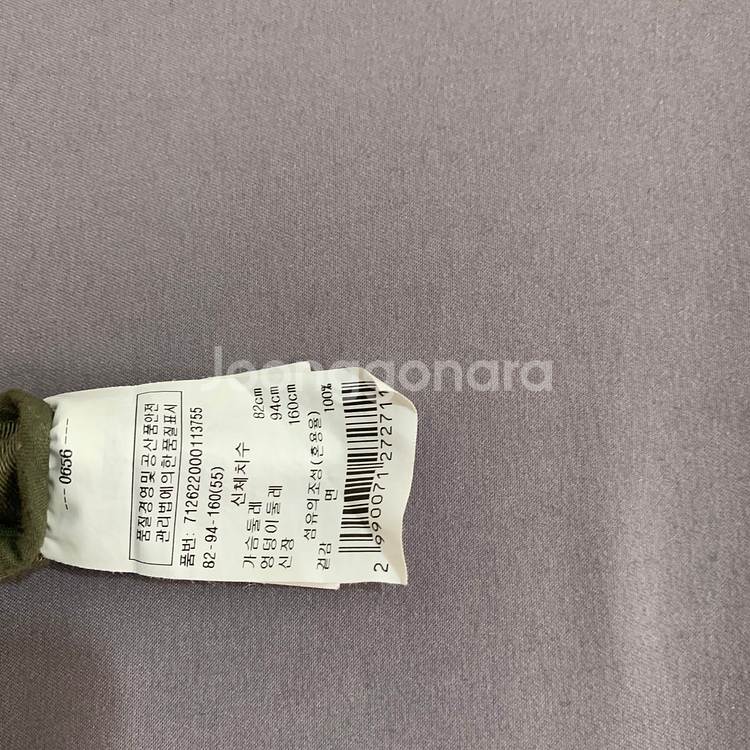 --- 0656 ---
품질경영및공산품안전
관리법에의한품질표시
품번: 712622000113755
82-94-160(55)
신체치수
가슴둘레 82cm
엉덩이둘레 94cm
신장 160cm
섬유의조성(혼용율)
겉감 면 100%
2 990071 272711
Joonggonara